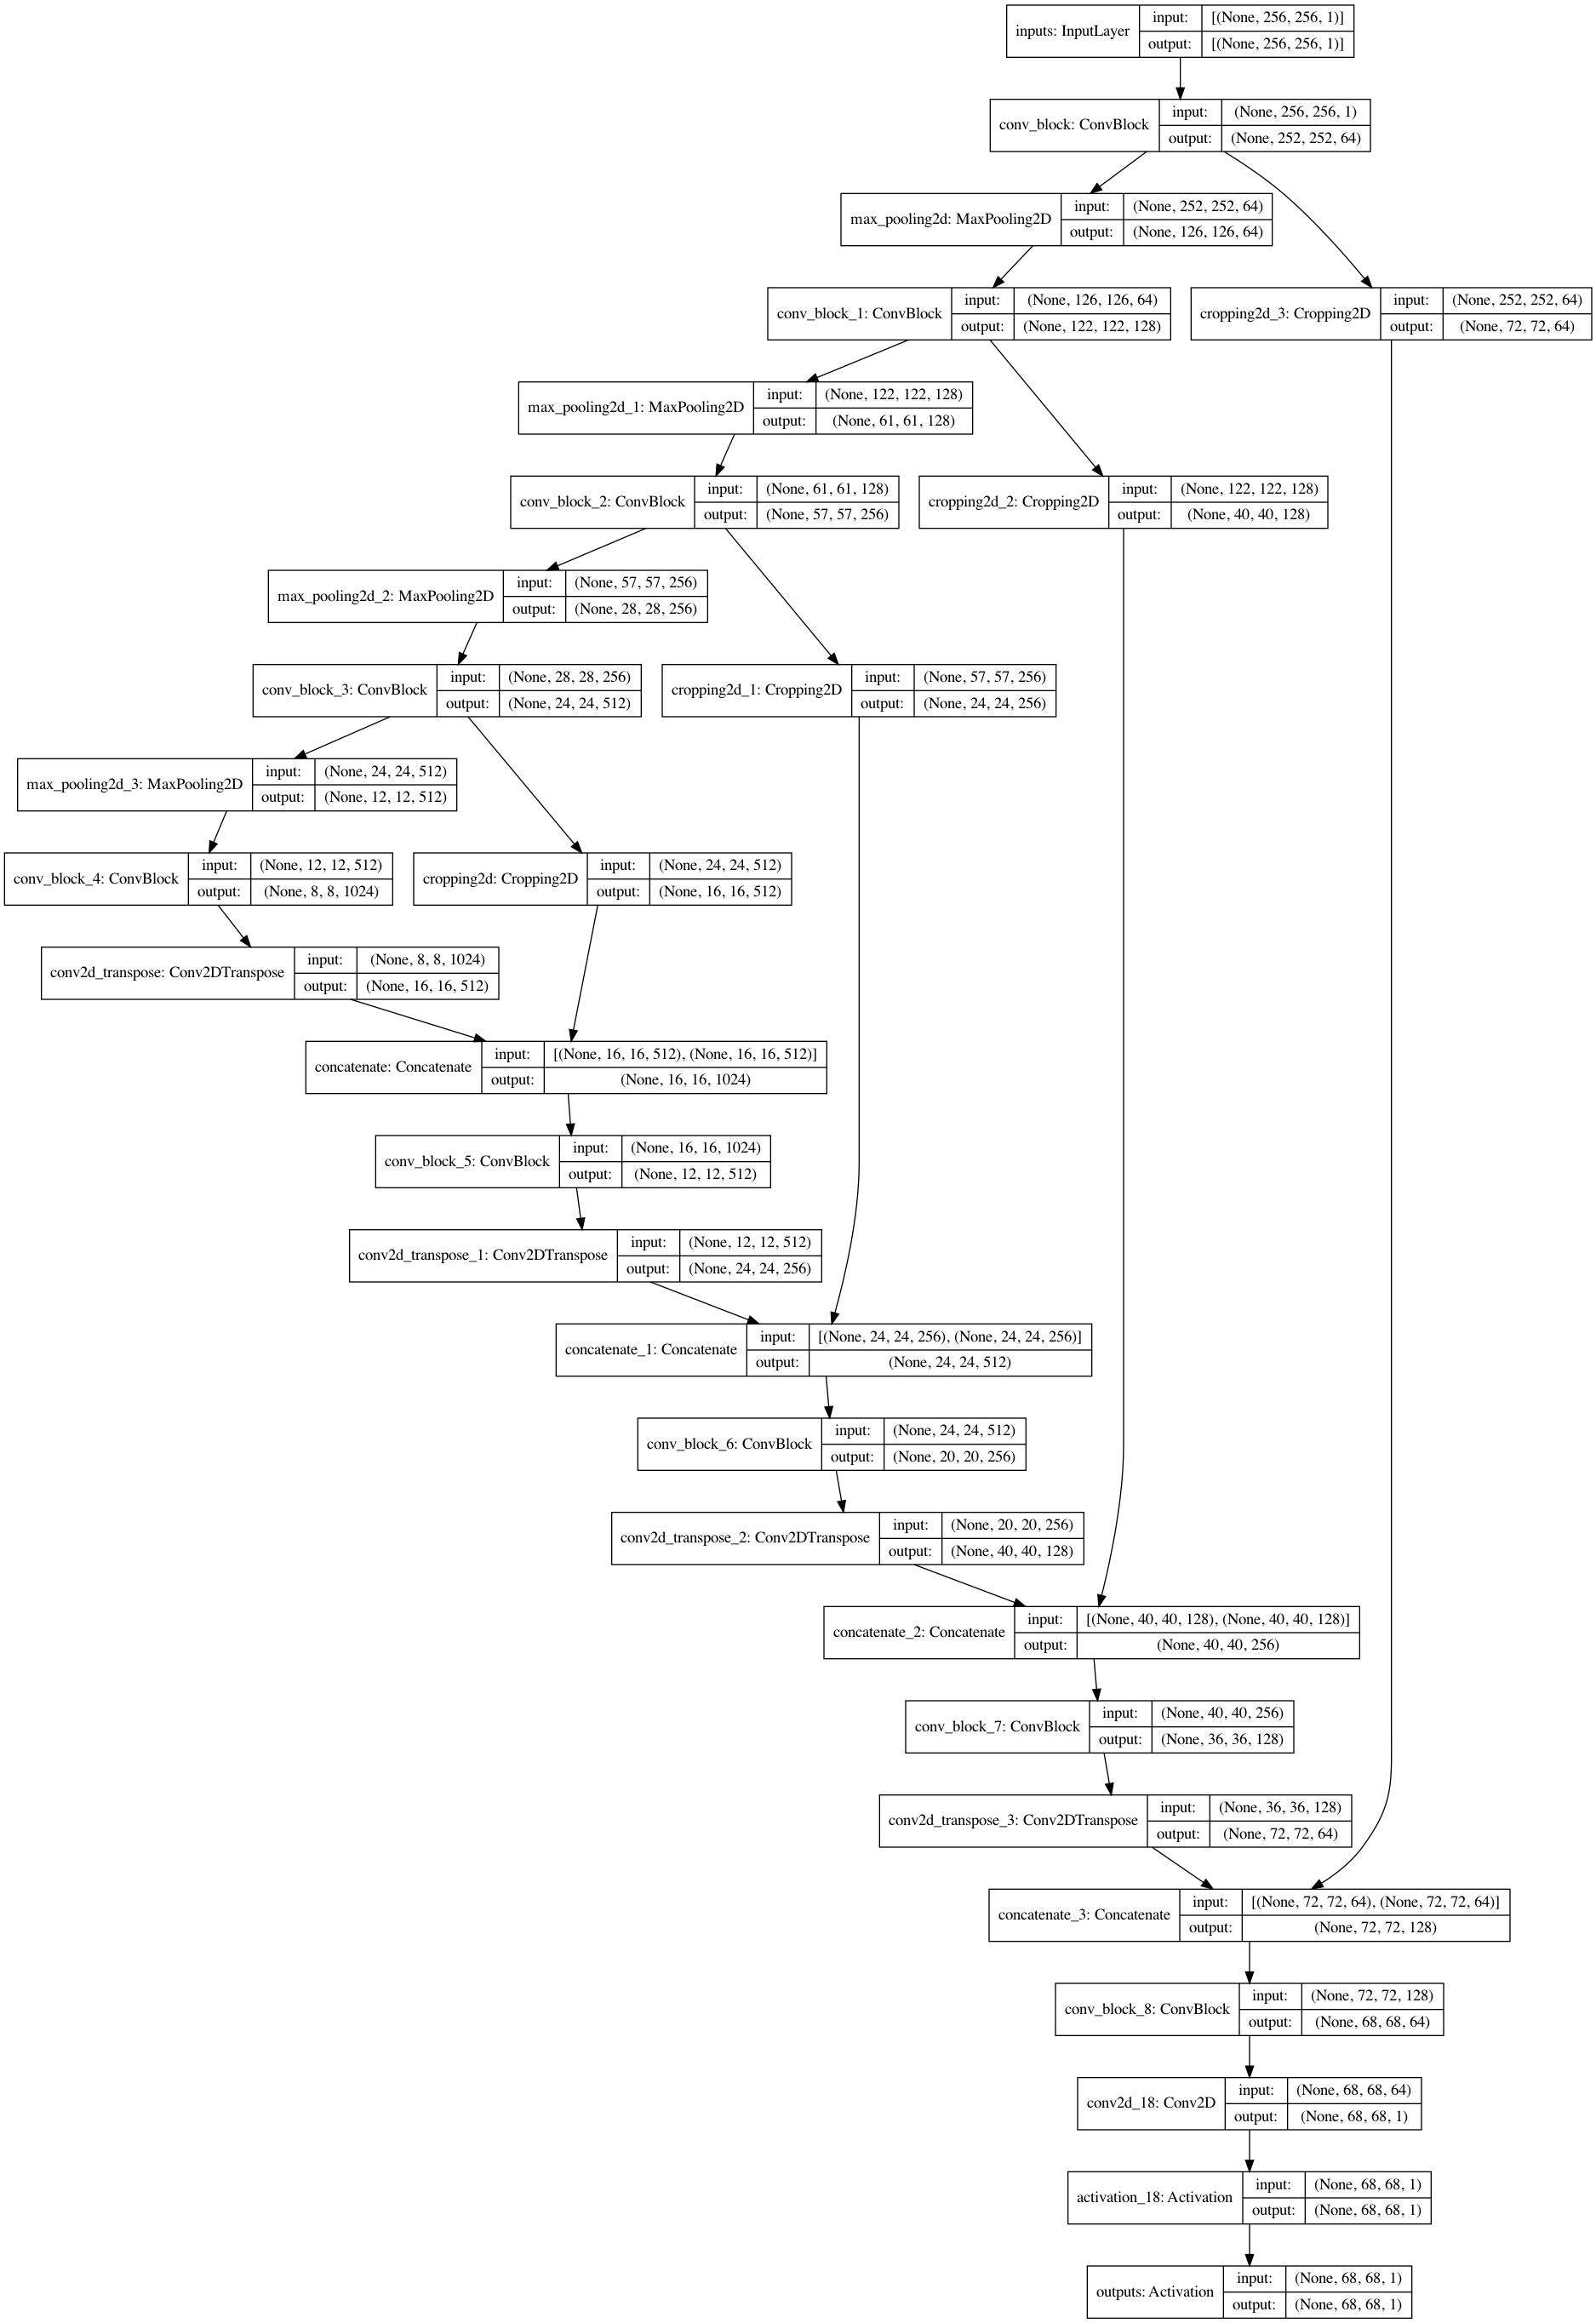 inputs: InputLayer
input: [(None, 256, 256, 1)]
output: [(None, 256, 256, 1)]
conv_block: ConvBlock
input: (None, 256, 256, 1)
output: (None, 252, 252, 64)
max_pooling2d: MaxPooling2D
input: (None, 252, 252, 64)
output: (None, 126, 126, 64)
conv_block_1: ConvBlock
input: (None, 126, 126, 64)
output: (None, 122, 122, 128)
cropping2d_3: Cropping2D
input: (None, 252, 252, 64)
output: (None, 72, 72, 64)
max_pooling2d_1: MaxPooling2D
input: (None, 122, 122, 128)
output: (None, 61, 61, 128)
conv_block_2: ConvBlock
input: (None, 61, 61, 128)
output: (None, 57, 57, 256)
cropping2d_2: Cropping2D
input: (None, 122, 122, 128)
output: (None, 40, 40, 128)
max_pooling2d_2: MaxPooling2D
input: (None, 57, 57, 256)
output: (None, 28, 28, 256)
conv_block_3: ConvBlock
input: (None, 28, 28, 256)
output: (None, 24, 24, 512)
cropping2d_1: Cropping2D
input: (None, 57, 57, 256)
output: (None, 24, 24, 256)
max_pooling2d_3: MaxPooling2D
input: (None, 24, 24, 512)
output: (None, 12, 12, 512)
conv_block_4: ConvBlock
input: (None, 12, 12, 512)
output: (None, 8, 8, 1024)
cropping2d: Cropping2D
input: (None, 24, 24, 512)
output: (None, 16, 16, 512)
conv2d_transpose: Conv2DTranspose
input: (None, 8, 8, 1024)
output: (None, 16, 16, 512)
concatenate: Concatenate
input: [(None, 16, 16, 512), (None, 16, 16, 512)]
output: (None, 16, 16, 1024)
conv_block_5: ConvBlock
input: (None, 16, 16, 1024)
output: (None, 12, 12, 512)
conv2d_transpose_1: Conv2DTranspose
input: (None, 12, 12, 512)
output: (None, 24, 24, 256)
concatenate_1: Concatenate
input: [(None, 24, 24, 256), (None, 24, 24, 256)]
output: (None, 24, 24, 512)
conv_block_6: ConvBlock
input: (None, 24, 24, 512)
output: (None, 20, 20, 256)
conv2d_transpose_2: Conv2DTranspose
input: (None, 20, 20, 256)
output: (None, 40, 40, 128)
concatenate_2: Concatenate
input: [(None, 40, 40, 128), (None, 40, 40, 128)]
output: (None, 40, 40, 256)
conv_block_7: ConvBlock
input: (None, 40, 40, 256)
output: (None, 36, 36, 128)
conv2d_transpose_3: Conv2DTranspose
input: (None, 36, 36, 128)
output: (None, 72, 72, 64)
concatenate_3: Concatenate
input: [(None, 72, 72, 64), (None, 72, 72, 64)]
output: (None, 72, 72, 128)
conv_block_8: ConvBlock
input: (None, 72, 72, 128)
output: (None, 68, 68, 64)
conv2d_18: Conv2D
input: (None, 68, 68, 64)
output: (None, 68, 68, 1)
activation_18: Activation
input: (None, 68, 68, 1)
output: (None, 68, 68, 1)
outputs: Activation
input: (None, 68, 68, 1)
output: (None, 68, 68, 1)